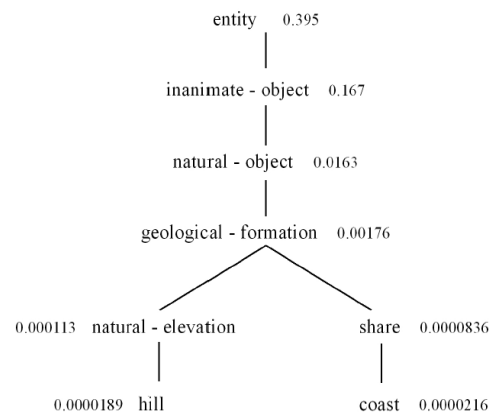 entity 0.395
inanimate - object 0.167
natural - object 0.0163
geological - formation 0.00176
0.000113 natural - elevation share 0.0000836
0.0000189 hill coast 0.0000216